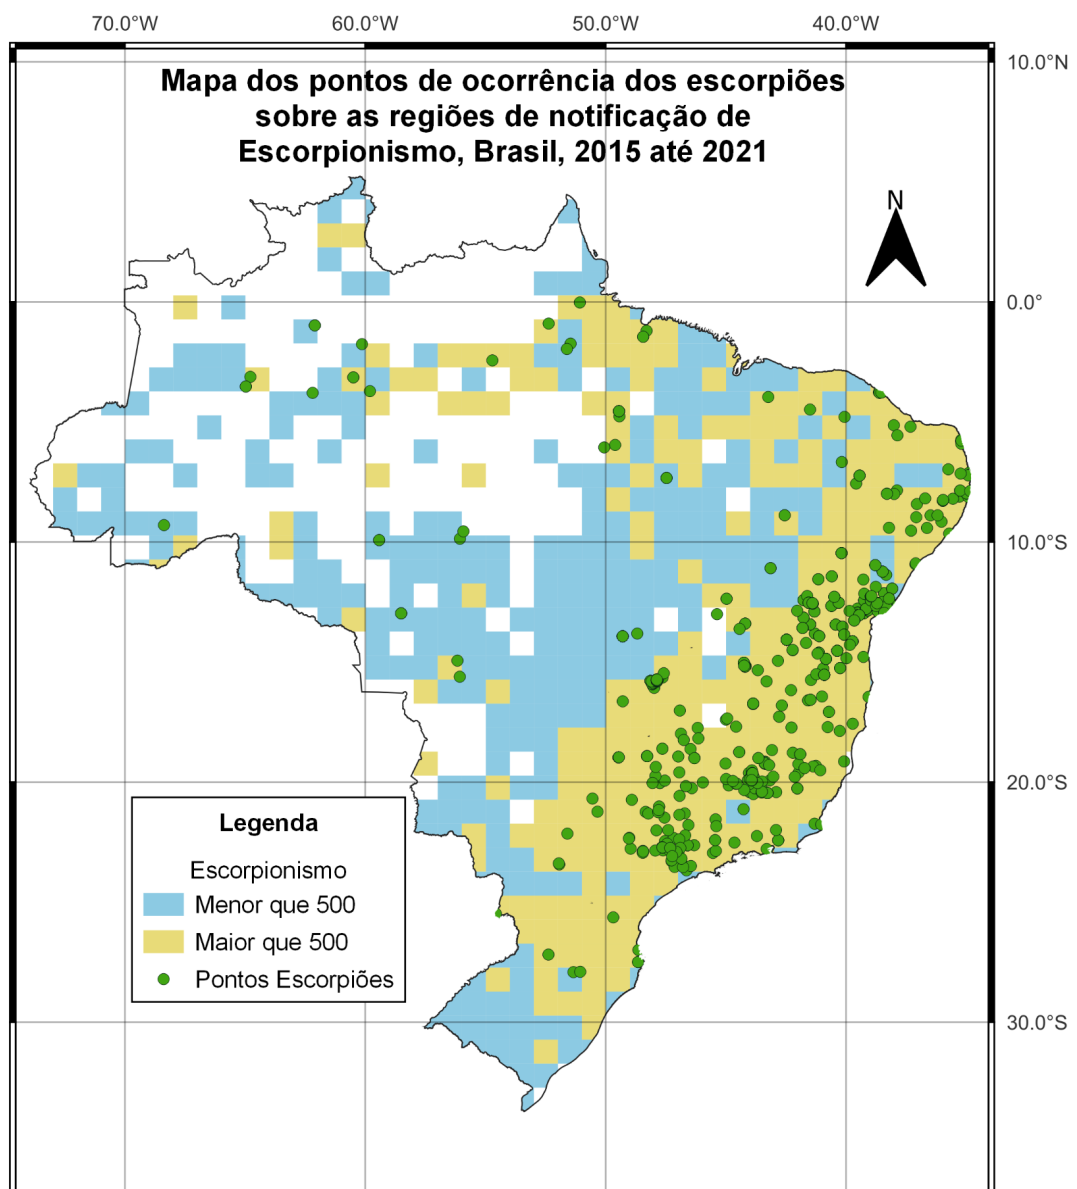 70.0°W 60.0°W 50.0°W 40.0°W
10.0°N
Mapa dos pontos de ocorrência dos escorpiões
sobre as regiões de notificação de
Escorpionismo, Brasil, 2015 até 2021
N
0.0°
10.0°S
20.0°S
Legenda
Escorpionismo
Menor que 500
Maior que 500
Pontos Escorpiões
30.0°S